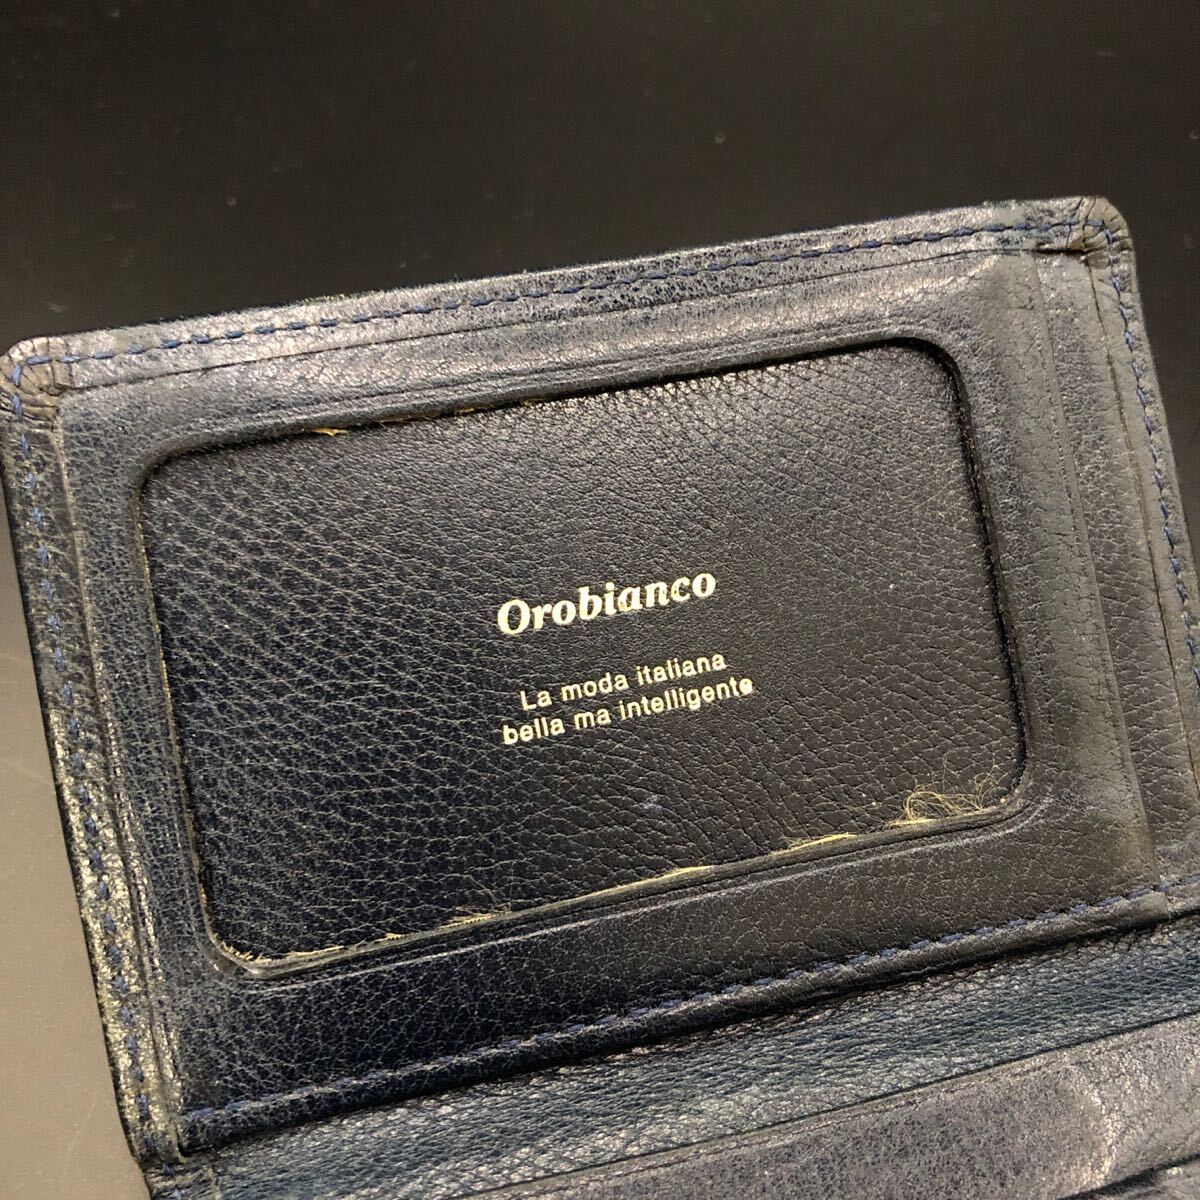 Orobianco
La moda italiana
bella ma intelligente